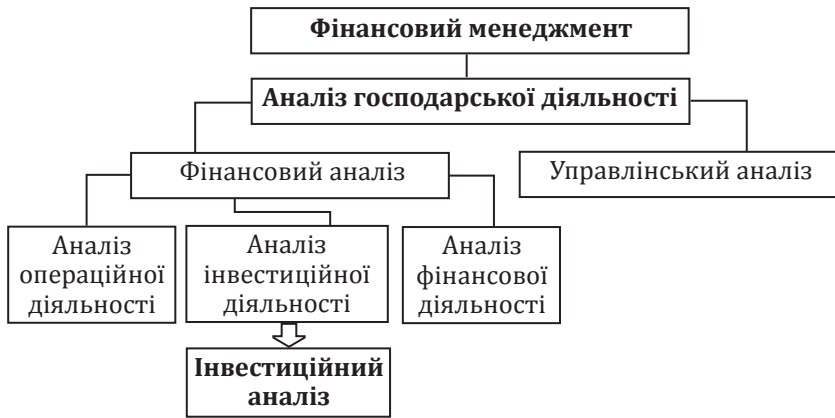 Фінансовий менеджмент
Аналіз господарської діяльності
Фінансовий аналіз
Управлінський аналіз
Аналіз
операційної
діяльності
Аналіз
інвестиційної
діяльності
Аналіз
фінансової
діяльності
Інвестиційний
аналіз